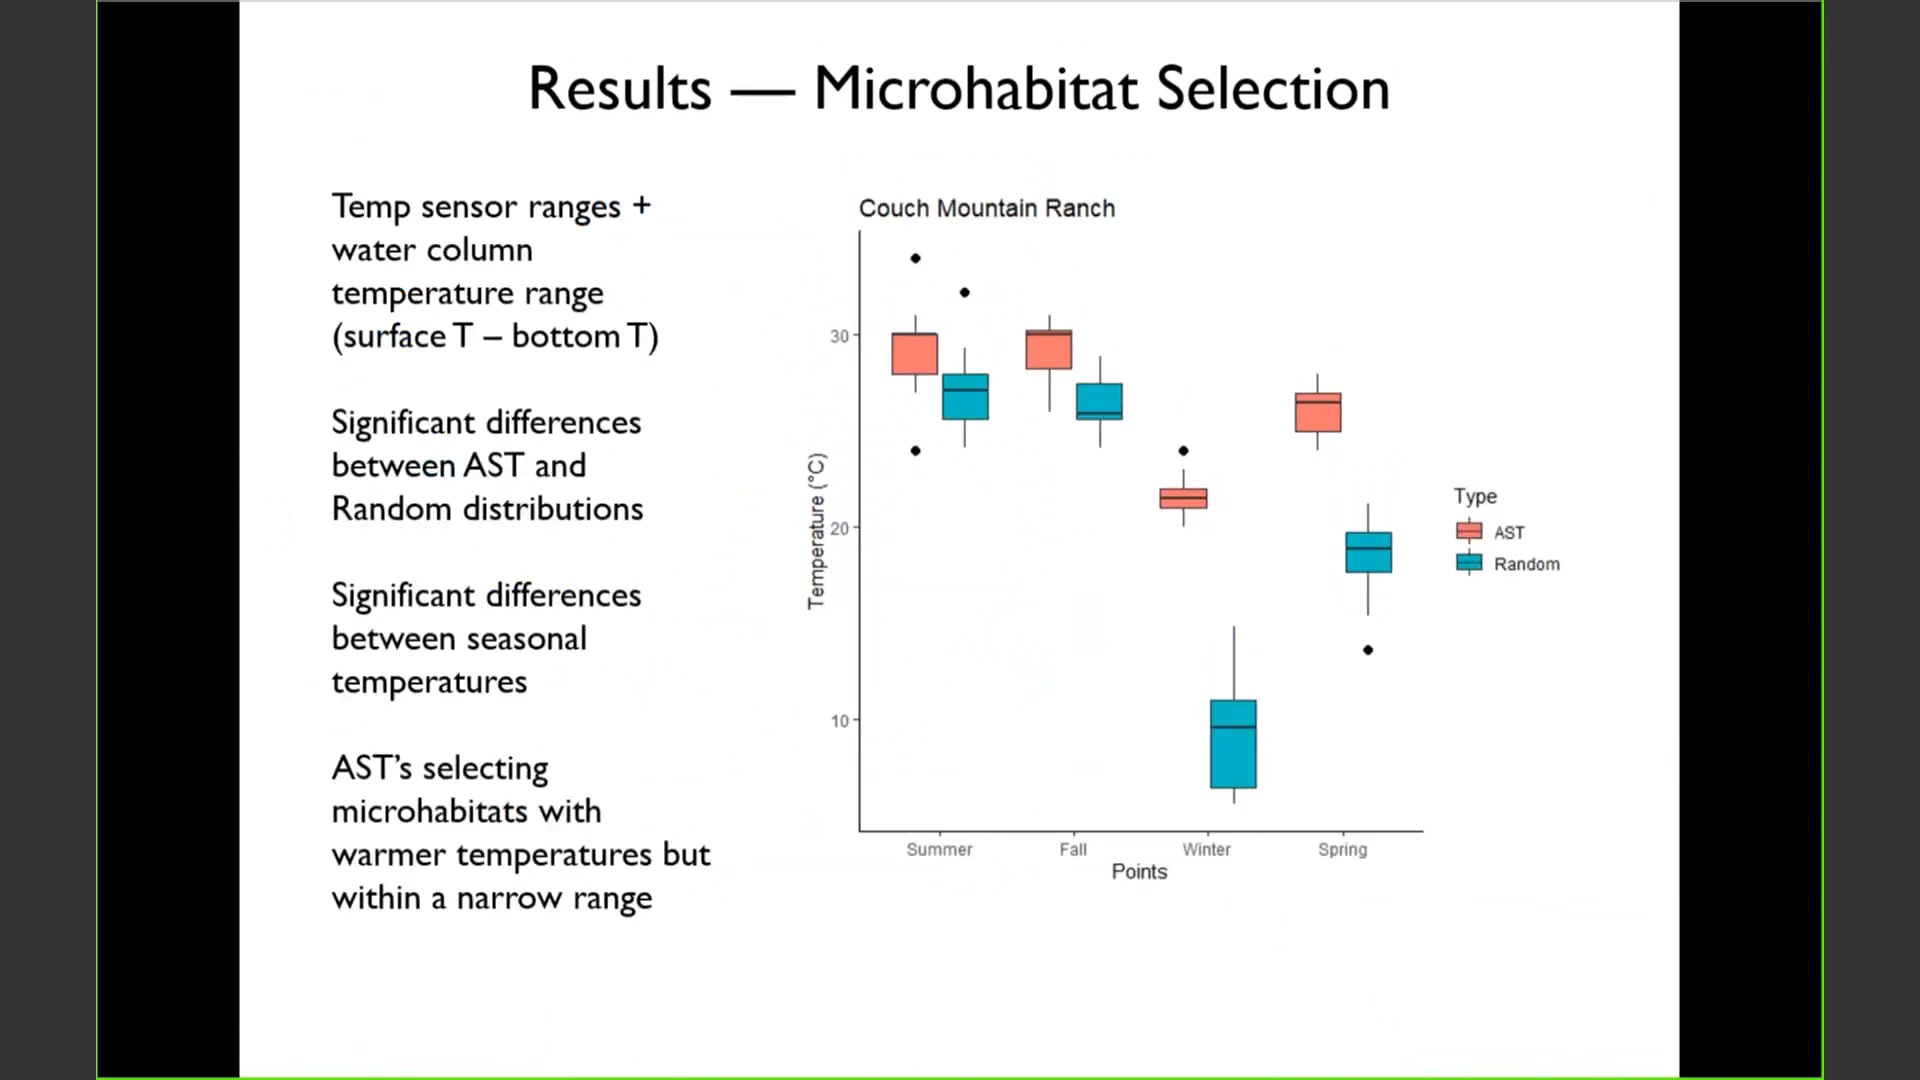 Results — Microhabitat Selection
Temp sensor ranges +
water column
temperature range
(surface T – bottom T)
Significant differences
between AST and
Random distributions
Significant differences
between seasonal
temperatures
AST's selecting
microhabitats with
warmer temperatures but
within a narrow range
Couch Mountain Ranch
Temperature (°C)
30
20
10
Summer
Fall
Winter
Spring
Points
Type
AST
Random